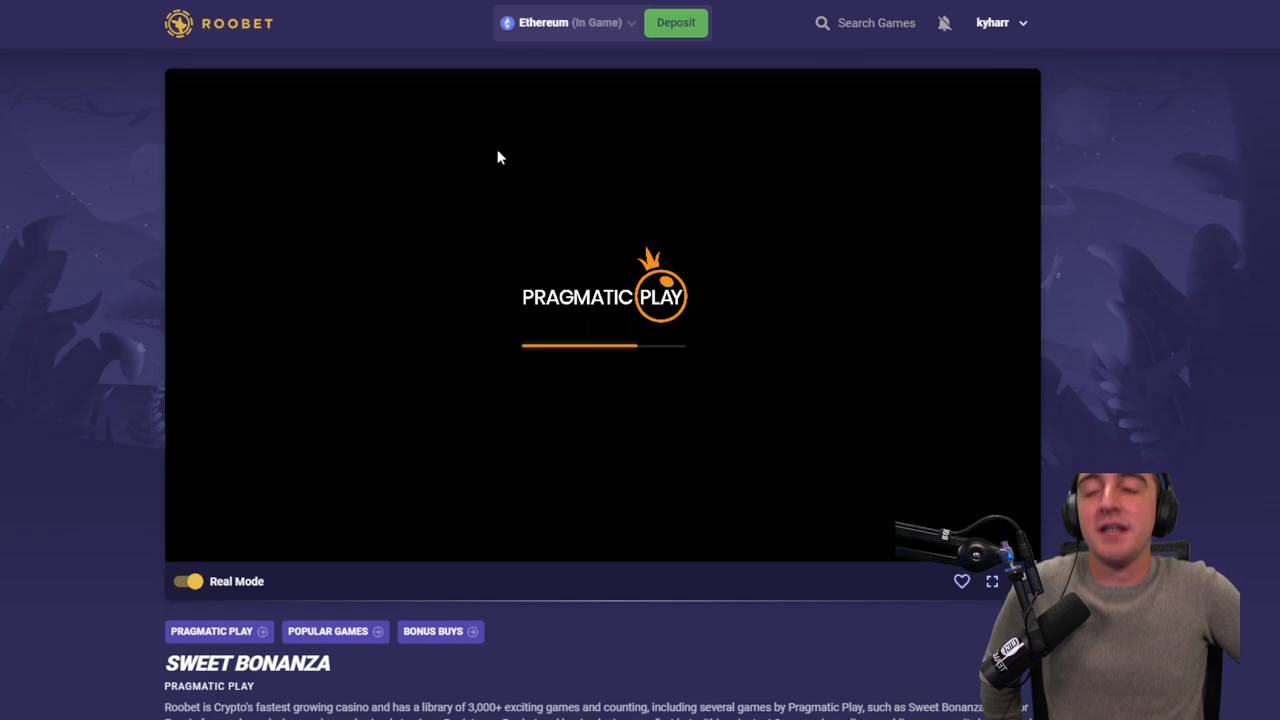 ROOBET
Ethereum (In Game)
Deposit
Search Games
kyharr
PRAGMATIC PLAY
Real Mode
PRAGMATIC PLAY
POPULAR GAMES
BONUS BUYS
SWEET BONANZA
PRAGMATIC PLAY
Roobet is Crypto's fastest growing casino and has a library of 3,000+ exciting games and counting, including several games by Pragmatic Play, such as Sweet Bonanza